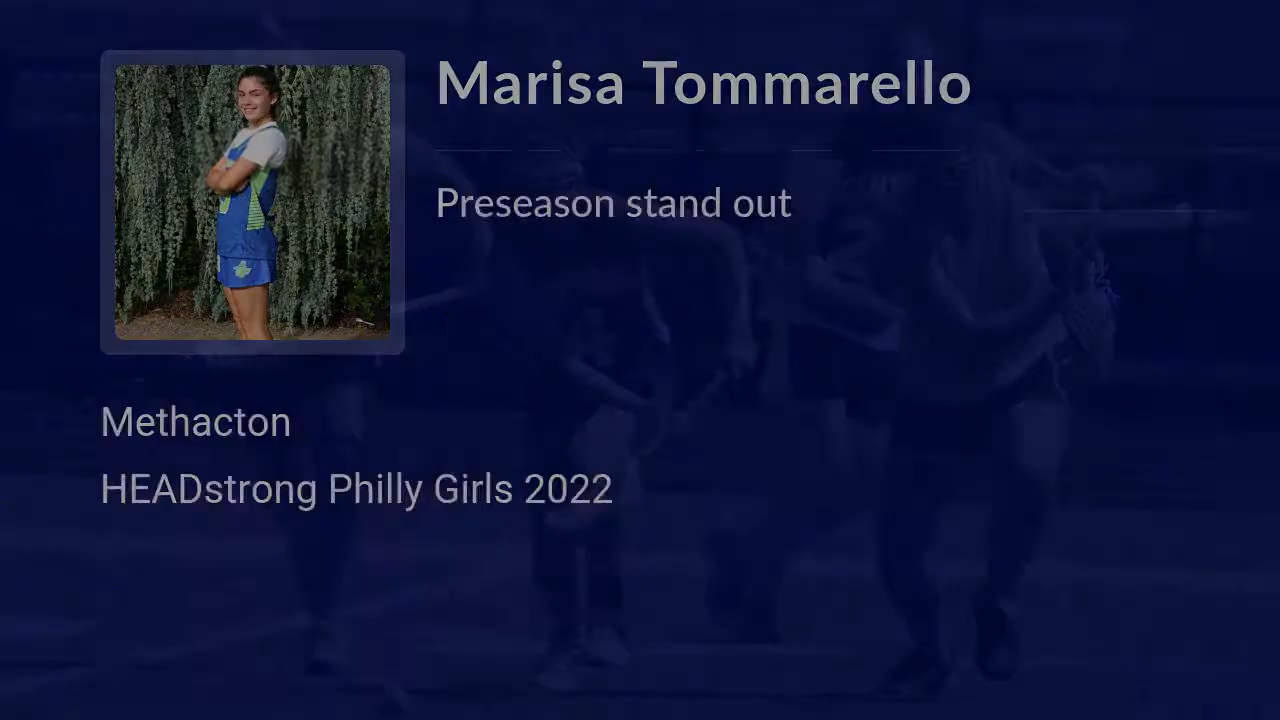 Marisa Tommarello
Preseason stand out
Methacton
HEADstrong Philly Girls 2022